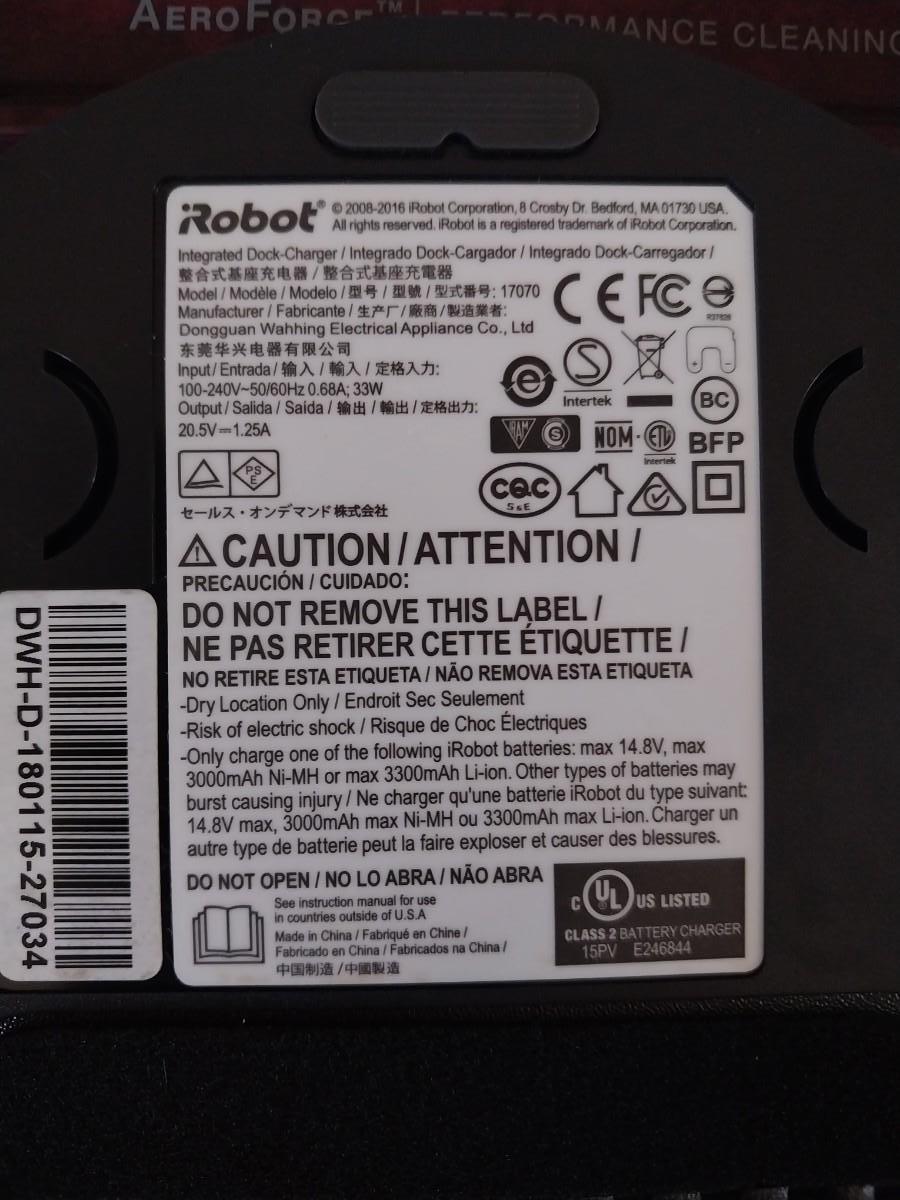 AEROFORCE™ | PERFORMANCE CLEANING
iRobot® © 2008-2016 iRobot Corporation, 8 Crosby Dr. Bedford, MA 01730 USA.
All rights reserved. iRobot is a registered trademark of iRobot Corporation.
Integrated Dock-Charger / Integrado Dock-Cargador / Integrado Dock-Carregador /
整合式基座充电器 / 整合式基座充電器
Model / Modèle / Modelo / 型号 / 型號 / 型式番号: 17070
Manufacturer / Fabricante / 生产厂 / 廠商 / 製造業者:
Dongguan Wahhing Electrical Appliance Co., Ltd
东莞华兴电器有限公司
Input / Entrada / 输入 / 輸入 / 定格入力:
100-240V~50/60Hz 0.68A; 33W
Output / Salida / Saída / 输出 / 輸出 / 定格出力:
20.5V⎓1.25A
CE FC
R37828
e S
Intertek
BC
IRAM S NOM - ETL BFP
Intertek
PS
E
CQC
S&E
セールス・オンデマンド株式会社
CAUTION / ATTENTION /
PRECAUCIÓN / CUIDADO:
DO NOT REMOVE THIS LABEL /
NE PAS RETIRER CETTE ÉTIQUETTE /
NO RETIRE ESTA ETIQUETA / NÃO REMOVA ESTA ETIQUETA
-Dry Location Only / Endroit Sec Seulement
-Risk of electric shock / Risque de Choc Électriques
-Only charge one of the following iRobot batteries: max 14.8V, max
3000mAh Ni-MH or max 3300mAh Li-ion. Other types of batteries may
burst causing injury / Ne charger qu'une batterie iRobot du type suivant:
14.8V max, 3000mAh max Ni-MH ou 3300mAh max Li-ion. Charger un
autre type de batterie peut la faire exploser et causer des blessures.
DO NOT OPEN / NO LO ABRA / NÃO ABRA
See instruction manual for use
in countries outside of U.S.A
Made in China / Fabriqué en Chine /
Fabricado en China / Fabricados na China /
中国制造 / 中國製造
C UL US LISTED
CLASS 2 BATTERY CHARGER
15PV E246844
DWH-D-180115-27034